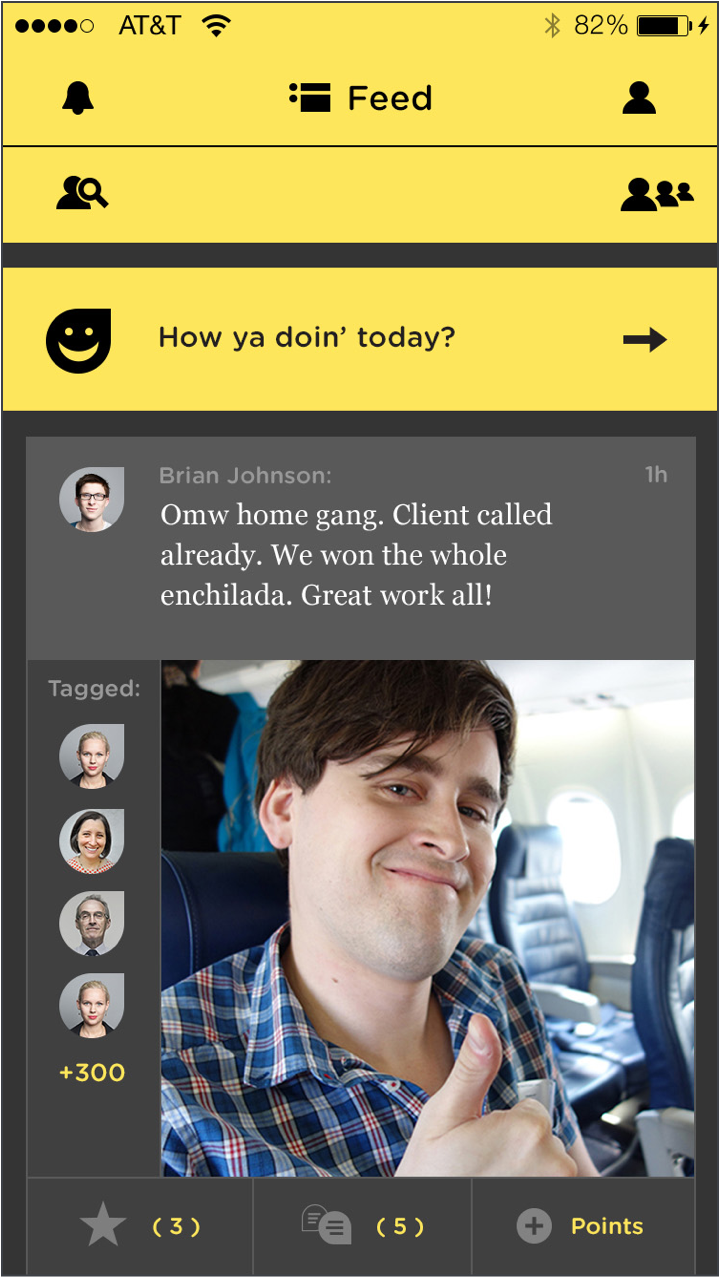 AT&T 82%
Feed
How ya doin’ today?
Brian Johnson: 1h
Omw home gang. Client called
already. We won the whole
enchilada. Great work all!
Tagged:
+300
( 3 ) ( 5 ) Points